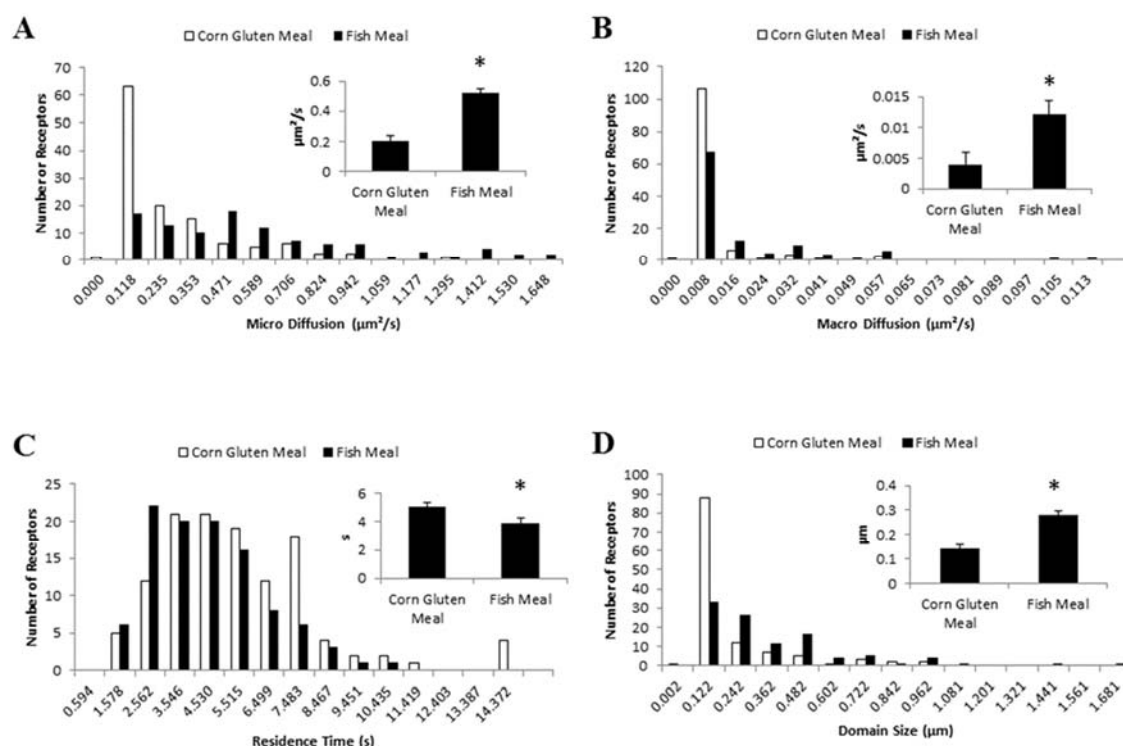 A
Corn Gluten Meal Fish Meal
Number or Receptors
70
60
50
40
30
20
10
0
0.000 0.118 0.235 0.353 0.471 0.589 0.706 0.824 0.942 1.059 1.177 1.295 1.412 1.530 1.648
Micro Diffusion (µm²/s)
*
µm²/s
0.6
0.4
0.2
0
Corn Gluten Fish Meal
Meal
B
Corn Gluten Meal Fish Meal
Number or Receptors
120
100
80
60
40
20
0
0.000 0.008 0.016 0.024 0.032 0.041 0.049 0.057 0.065 0.073 0.081 0.089 0.097 0.105 0.113
Macro Diffusion (µm²/s)
*
µm²/s
0.015
0.01
0.005
0
Corn Gluten Fish Meal
Meal
C
Corn Gluten Meal Fish Meal
Number of Receptors
25
20
15
10
5
0
0.594 1.578 2.562 3.546 4.530 5.515 6.499 7.483 8.467 9.451 10.435 11.419 12.403 13.387 14.372
Residence Time (s)
*
s
6
4
2
0
Corn Gluten Fish Meal
Meal
D
Corn Gluten Meal Fish Meal
Number of Receptors
100
90
80
70
60
50
40
30
20
10
0
0.002 0.122 0.242 0.362 0.482 0.602 0.722 0.842 0.962 1.081 1.201 1.321 1.441 1.561 1.681
Domain Size (µm)
*
µm
0.4
0.3
0.2
0.1
0
Corn Gluten Fish Meal
Meal